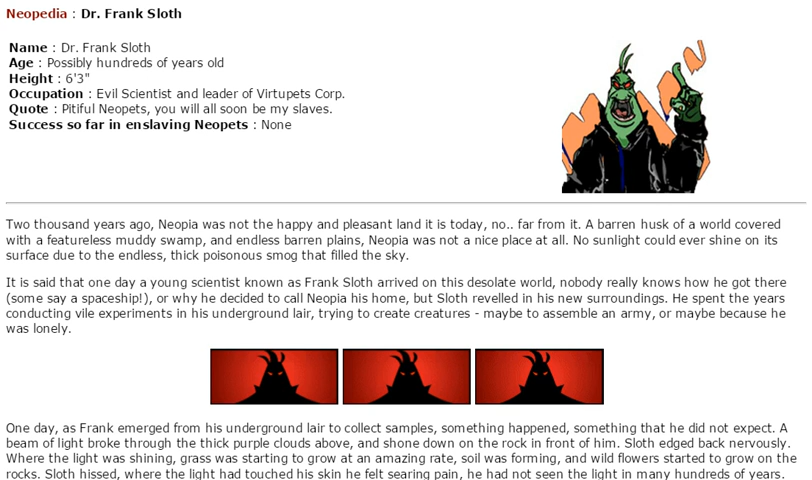 Neopedia : Dr. Frank Sloth
Name : Dr. Frank Sloth
Age : Possibly hundreds of years old
Height : 6'3"
Occupation : Evil Scientist and leader of Virtupets Corp.
Quote : Pitiful Neopets, you will all soon be my slaves.
Success so far in enslaving Neopets : None
Two thousand years ago, Neopia was not the happy and pleasant land it is today, no.. far from it. A barren husk of a world covered
with a featureless muddy swamp, and endless barren plains, Neopia was not a nice place at all. No sunlight could ever shine on its
surface due to the endless, thick poisonous smog that filled the sky.
It is said that one day a young scientist known as Frank Sloth arrived on this desolate world, nobody really knows how he got there
(some say a spaceship!), or why he decided to call Neopia his home, but Sloth revelled in his new surroundings. He spent the years
conducting vile experiments in his underground lair, trying to create creatures - maybe to assemble an army, or maybe because he
was lonely.
One day, as Frank emerged from his underground lair to collect samples, something happened, something that he did not expect. A
beam of light broke through the thick purple clouds above, and shone down on the rock in front of him. Sloth edged back nervously.
Where the light was shining, grass was starting to grow at an amazing rate, soil was forming, and wild flowers started to grow on the
rocks. Sloth hissed, where the light had touched his skin he felt searing pain, he had not seen the light in many hundreds of years.